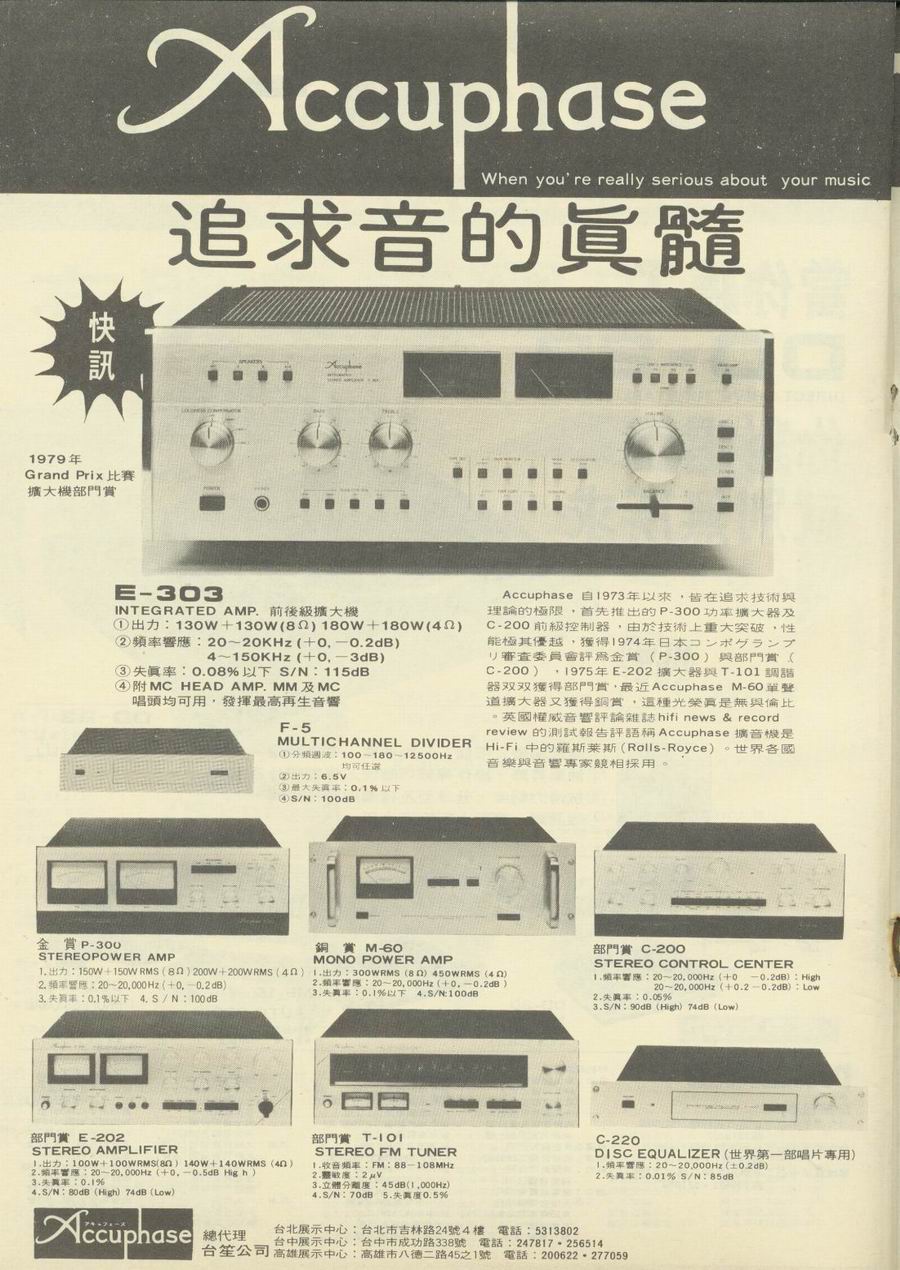 Accuphase
When you're really serious about your music
追求音的眞髓
快訊
1979年
Grand Prix比賽
擴大機部門賞
SPEAKERS
Accuphase
LOUDNESS COMPENSATOR
BASS
TREBLE
VOLUME
POWER
BALANCE
E-303
INTEGRATED AMP. 前後級擴大機
①出力：130W＋130W(8Ω) 180W＋180W(4Ω)
②頻率響應：20～20KHz (＋0, －0.2dB)
4～150KHz (＋0, －3dB)
③失眞率：0.08%以下 S/N：115dB
④附MC HEAD AMP. MM及MC
唱頭均可用，發揮最高再生音響
Accuphase 自1973年以來，皆在追求技術與
理論的極限，首先推出的P-300功率擴大器及
C-200前級控制器，由於技術上重大突破，性
能極其優越，獲得1974年日本コンポグランプ
リ審査委員會評爲金賞（P-300）與部門賞（
C-200），1975年E-202擴大器與T-101調諧
器双双獲得部門賞，最近Accuphase M-60單聲
道擴大器又獲得銅賞，這種光榮眞是無與倫比
。英國權威音響評論雜誌hifi news & record
review 的測試報告評語稱Accuphase擴音機是
Hi-Fi 中的羅斯萊斯(Rolls-Royce)。世界各國
音樂與音響專家競相採用。
F-5
MULTICHANNEL DIVIDER
①分頻週波：100～180～12500Hz
均可任選
②出力：6.5V
③最大失眞率：0.1%以下
④S/N：100dB
金賞 P-300
STEREOPOWER AMP
1.出力：150W＋150W RMS (8Ω) 200W＋200WRMS (4Ω)
2.頻率響應：20～20,000Hz (＋0, －0.2dB)
3.失眞率：0.1%以下 4. S / N：100dB
銅賞 M-60
MONO POWER AMP
1.出力：300WRMS (8Ω) 450WRMS (4Ω)
2.頻率響應：20～20,000Hz (＋0, －0.2dB)
3.失眞率：0.1%以下 4.S/N:100dB
部門賞 C-200
STEREO CONTROL CENTER
1.頻率響應：20～20,000Hz (＋0 －0.2dB)：High
20～20,000Hz (＋0.2－0.2dB)：Low
2.失眞率：0.05%
3.S/N：90dB (High) 74dB (Low)
部門賞 E-202
STEREO AMPLIFIER
1.出力：100W＋100WRMS(8Ω) 140W＋140WRMS (4Ω)
2.頻率響應：20～20,000Hz (＋0, －0.5dB High)
3.失眞率：0.1%
4.S/N：80dB (High) 74dB (Low)
部門賞 T-101
STEREO FM TUNER
1.收音頻率：FM：88－108MHz
2.靈敏度：2μV
3.立體分離度：45dB(1,000Hz)
4.S/N：70dB 5.失眞度0.5%
C-220
DISC EQUALIZER (世界第一部唱片專用)
1.頻率響應：20～20,000Hz (±0.2dB)
2.失眞率：0.01% S/N：85dB
アキュフェーズ
Accuphase
總代理
台笙公司
台北展示中心：台北市吉林路24號4樓 電話：5313802
台中展示中心：台中市成功路338號 電話：247817・256514
高雄展示中心：高雄市八德二路45之1號 電話：200622・277059